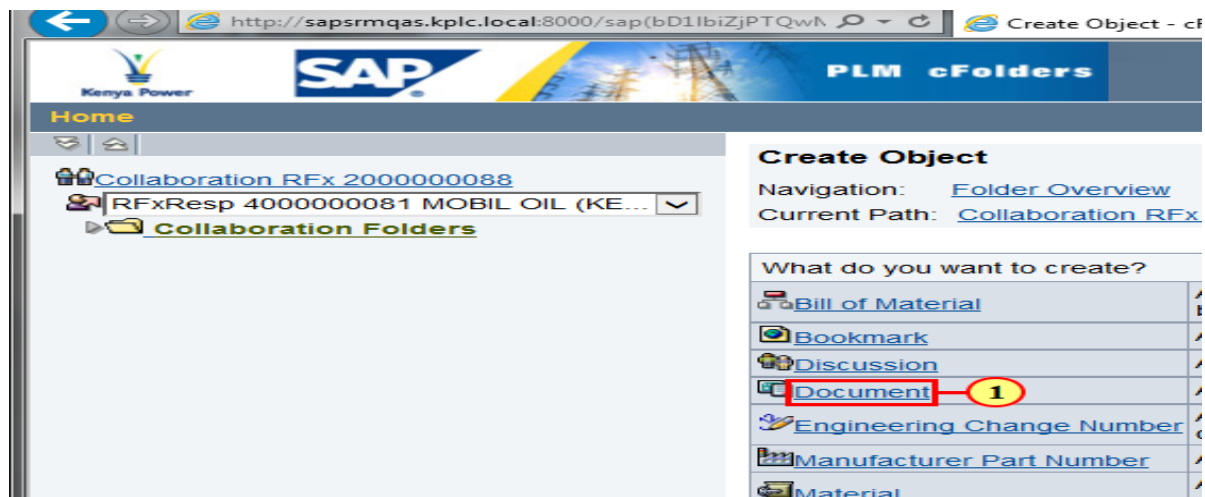 http://sapsrmqas.kplc.local:8000/sap(bD1lbiZjPTQwN
Create Object - cF
Kenya Power
SAP
PLM cFolders
Home
Collaboration RFx 2000000088
RFxResp 4000000081 MOBIL OIL (KE...
Collaboration Folders
Create Object
Navigation: Folder Overview
Current Path: Collaboration RFx
What do you want to create?
Bill of Material
Bookmark
Discussion
Document
1
Engineering Change Number
Manufacturer Part Number
Material